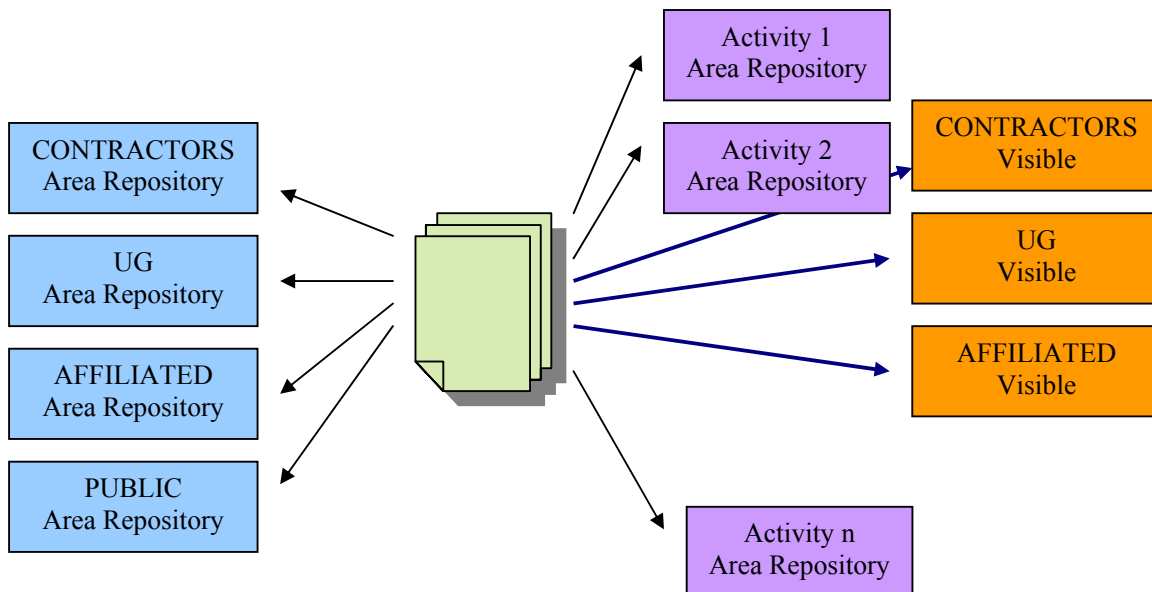 Activity 1
Area Repository
CONTRACTORS
Area Repository
Activity 2
Area Repository
CONTRACTORS
Visible
UG
Area Repository
UG
Visible
AFFILIATED
Area Repository
AFFILIATED
Visible
PUBLIC
Area Repository
Activity n
Area Repository